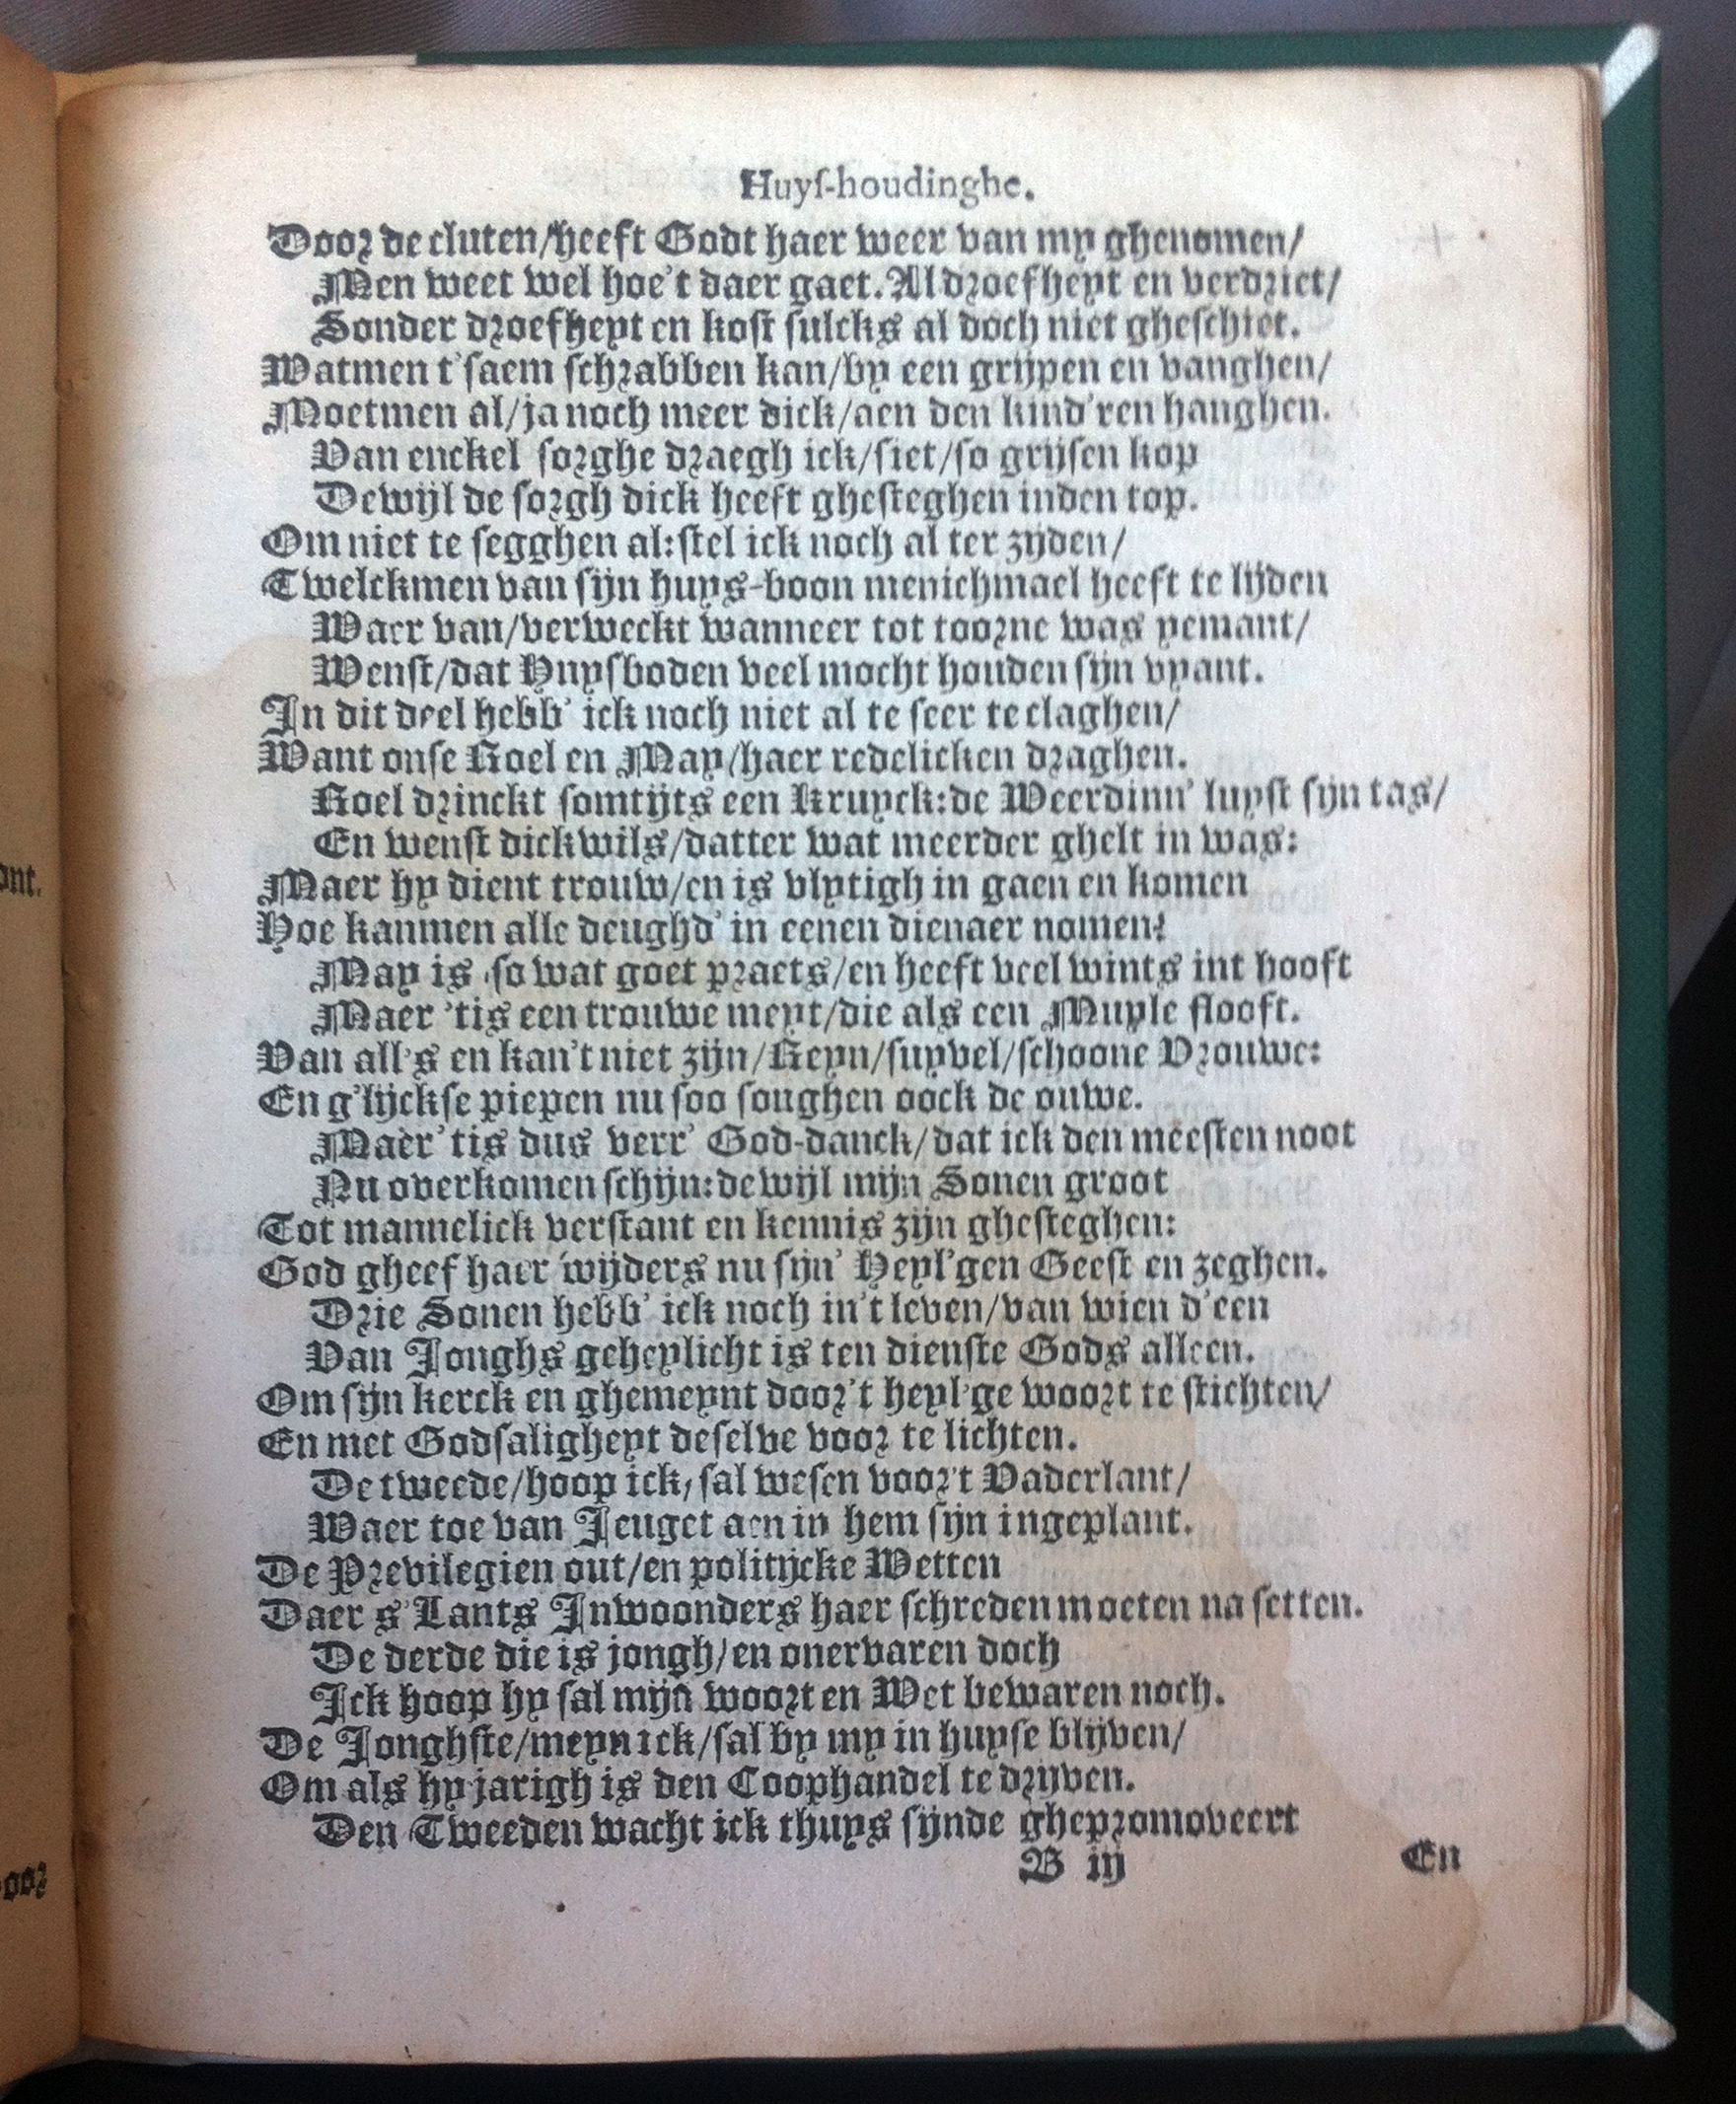 Huyſ-houdinghe.
Door de cluten/heeft Godt haer weer van my ghenomen/
Men weet wel hoe't daer gaet. Al droefheyt en verdriet/
Sonder droefheyt en koſt ſulcks al doch niet gheſchiet.
Watmen t'ſaem ſchrabben kan/by een grijpen en vanghen/
Moetmen al/ja noch meer dick/aen den kind'ren hanghen.
Van enckel ſorghe draegh ick/ſiet/ſo grijſen kop
Dewijl de ſorgh dick heeft gheſteghen inden top.
Om niet te ſegghen al:ſtel ick noch al ter zyden/
Twelckmen van ſijn huys-boon menichmael heeft te lijden
Waer van/verweckt wanneer tot toorne was yemant/
Wenſt/dat Huyſboden veel mocht houden ſijn vyant.
In dit deel hebb' ick noch niet al te ſeer te claghen/
Want onſe Roel en May/haer redelicken draghen.
Roel drinckt ſomtijts een Kruyck:de Weerdinn' luyſt ſijn tas/
En wenſt dickwils/datter wat meerder ghelt in was:
Maer hy dient trouw/en is vlytigh in gaen en komen
Hoe kanmen alle deughd' in eenen dienaer nomen?
May is ſo wat goet praets/en heeft veel wints int hooft
Maer 'tis een trouwe meyt/die als een Muyle ſlooft.
Van all's en kan't niet zijn/Reyn/ſuyvel/ſchoone Vrouwe:
En g'lijckſe piepen nu ſoo ſonghen oock de ouwe.
Maer 'tis dus verr' God-danck/dat ick den meeſten noot
Nu overkomen ſchijn:dewijl mijn Sonen groot
Tot mannelick verſtant en kennis zijn gheſteghen:
God gheef haer wijders nu ſijn' Heyl'gen Geeſt en zeghen.
Drie Sonen hebb' ick noch in't leven/van wien d'een
Van Jonghs geheylicht is ten dienſte Gods alleen.
Om ſijn kerck en ghemeynt door't heyl'ge woort te ſtichten/
En met Godſaligheyt deſelve voor te lichten.
De tweede/hoop ick, ſal weſen voor't Vaderlant/
Waer toe van Jeuget aen in hem ſijn ingeplant.
De Previlegien out/en politijcke Wetten
Daer s'Lants Inwoonders haer ſchreden moeten na ſetten.
De derde die is jongh/en onervaren doch
Ick hoop hy ſal mijn woort en Wet bewaren noch.
De Jonghſte/meyn ick/ſal by my in huyſe blijven/
Om als hy jarigh is den Coophandel te drijven.
Den Tweeden wacht ick thuys ſijnde ghepromoveert
B iij
En
ont.
oor